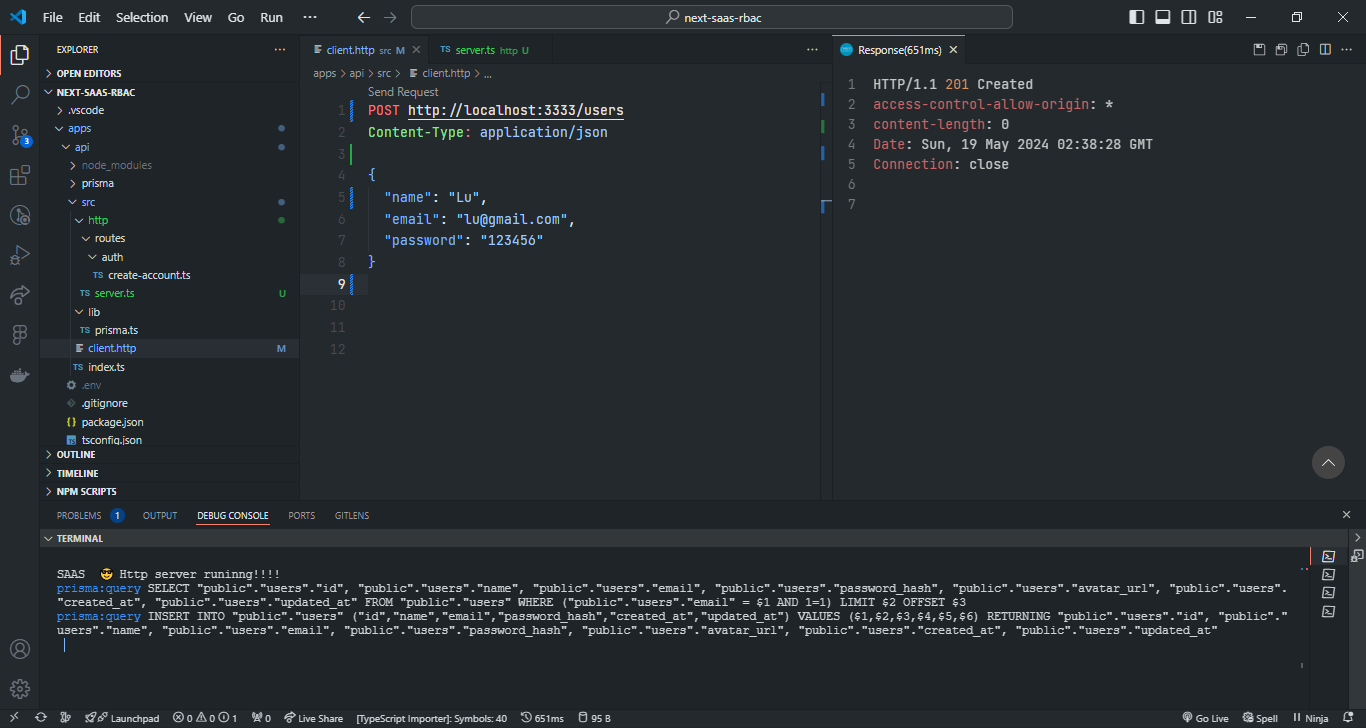 File Edit Selection View Go Run ··· next-saas-rbac
EXPLORER ···
OPEN EDITORS
NEXT-SAAS-RBAC
.vscode
apps
api
node_modules
prisma
src
http
routes
auth
TS create-account.ts
TS server.ts U
lib
TS prisma.ts
client.http M
TS index.ts
.env
.gitignore
{} package.json
tsconfig.json
OUTLINE
TIMELINE
NPM SCRIPTS
3
client.http src M TS server.ts http U ···
apps > api > src > client.http > ...
Send Request
1 POST http://localhost:3333/users
2 Content-Type: application/json
3
4 {
5 "name": "Lu",
6 "email": "lu@gmail.com",
7 "password": "123456"
8 }
9
10
11
12
Response(651ms) ···
1 HTTP/1.1 201 Created
2 access-control-allow-origin: *
3 content-length: 0
4 Date: Sun, 19 May 2024 02:38:28 GMT
5 Connection: close
6
7
PROBLEMS 1 OUTPUT DEBUG CONSOLE PORTS GITLENS
TERMINAL
SAAS 😎 Http server runinng!!!!
prisma:query SELECT "public"."users"."id", "public"."users"."name", "public"."users"."email", "public"."users"."password_hash", "public"."users"."avatar_url", "public"."users".
"created_at", "public"."users"."updated_at" FROM "public"."users" WHERE ("public"."users"."email" = $1 AND 1=1) LIMIT $2 OFFSET $3
prisma:query INSERT INTO "public"."users" ("id","name","email","password_hash","created_at","updated_at") VALUES ($1,$2,$3,$4,$5,$6) RETURNING "public"."users"."id", "public"."
users"."name", "public"."users"."email", "public"."users"."password_hash", "public"."users"."avatar_url", "public"."users"."created_at", "public"."users"."updated_at"
Launchpad 0 0 1 0 Live Share [TypeScript Importer]: Symbols: 40 651ms 95 B Go Live Spell Ninja